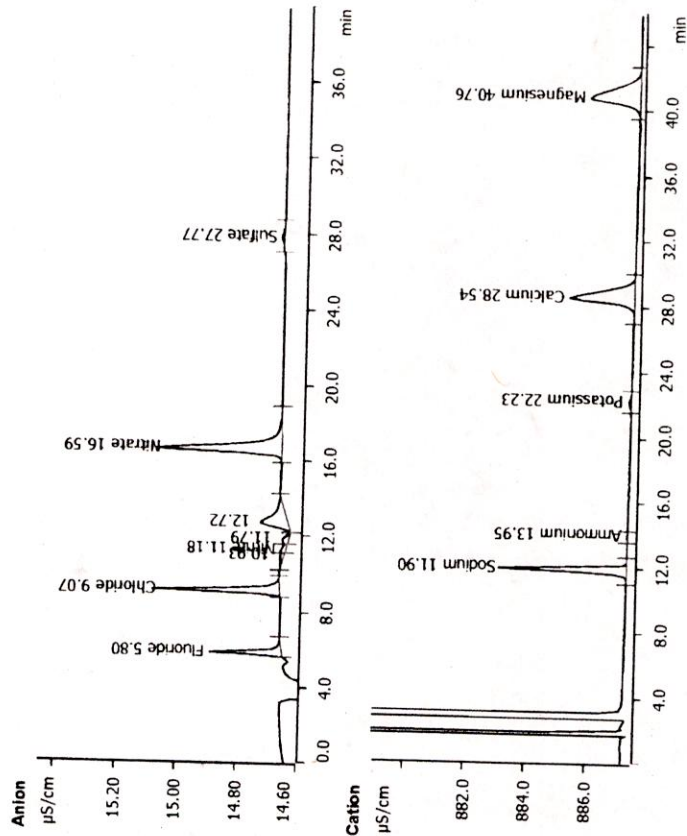 Anion
µS/cm
15.20
15.00
14.80
14.60
0.0
4.0
8.0
12.0
16.0
20.0
24.0
28.0
32.0
36.0
min
Fluoride 5.80
Chloride 9.07
10.93
11.18
11.79
12.72
Nitrate 16.59
Sulfate 27.77
Cation
µS/cm
882.0
884.0
886.0
4.0
8.0
12.0
16.0
20.0
24.0
28.0
32.0
36.0
40.0
min
Sodium 11.90
Ammonium 13.95
Potassium 22.23
Calcium 28.54
Magnesium 40.76